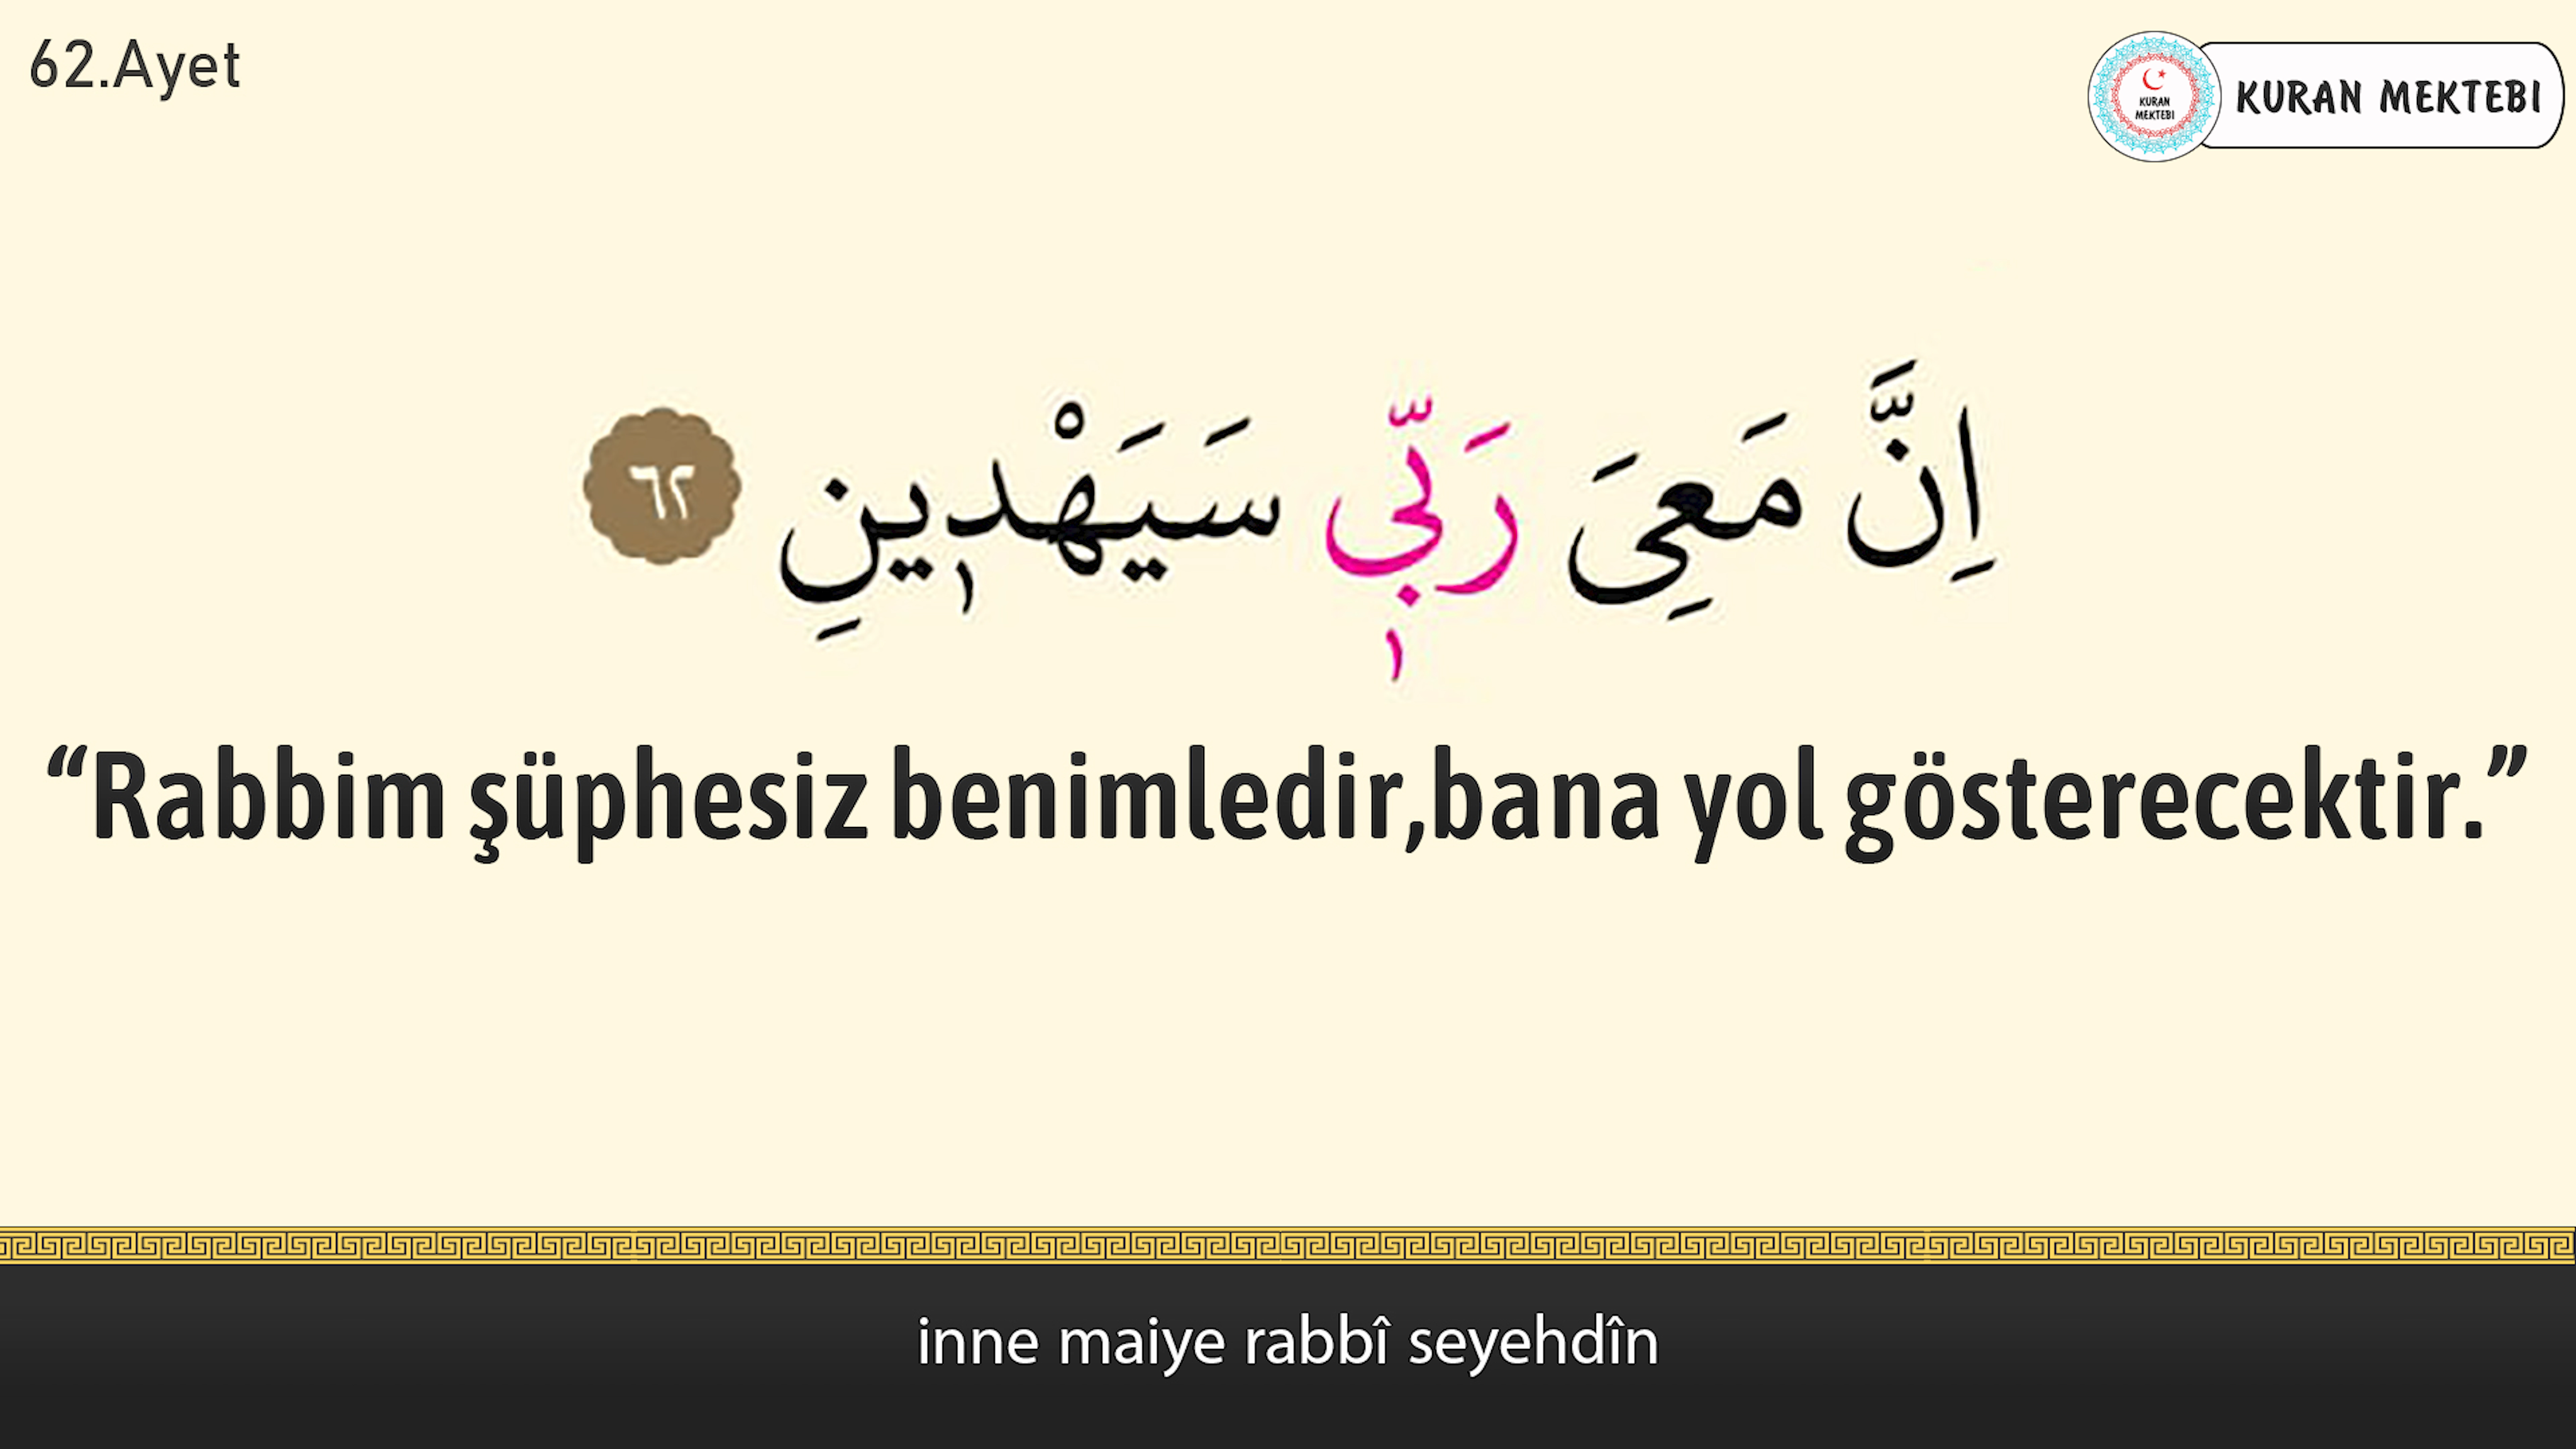 62.Ayet
KURAN
MEKTEBI
KURAN MEKTEBI
اِنَّ مَعِىَ رَبّٖى سَيَهْدٖينِ ٦٢
“Rabbim şüphesiz benimledir,bana yol gösterecektir.”
inne maiye rabbî seyehdîn